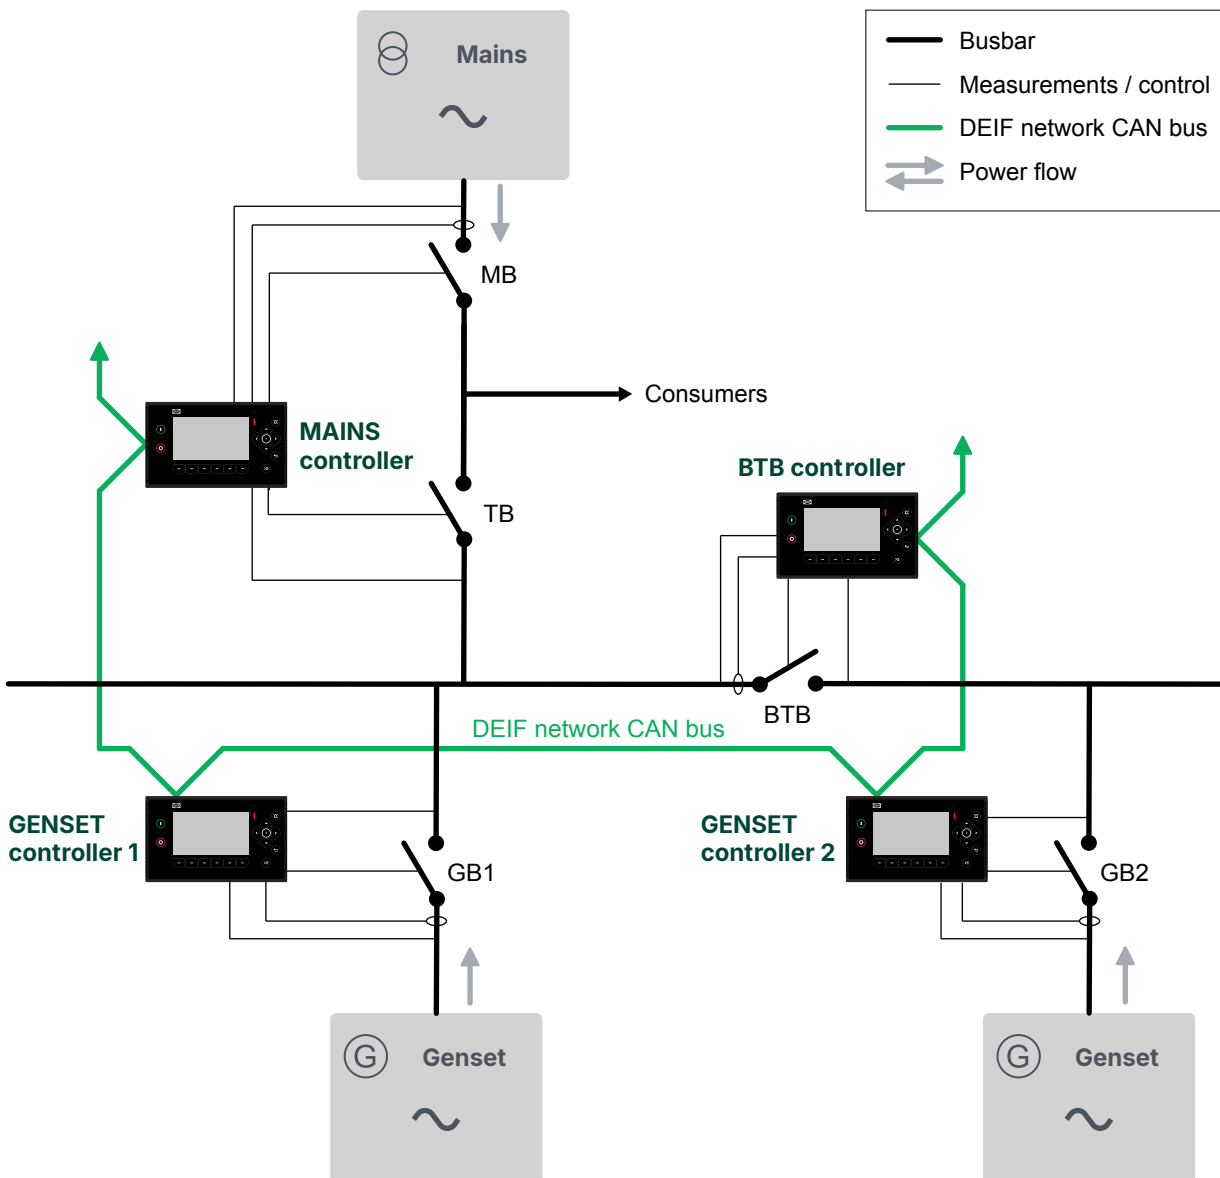 Mains
Busbar
Measurements / control
DEIF network CAN bus
Power flow
MB
Consumers
MAINS
controller
TB
BTB controller
BTB
DEIF network CAN bus
GENSET
controller 1
GB1
GENSET
controller 2
GB2
G
Genset
G
Genset